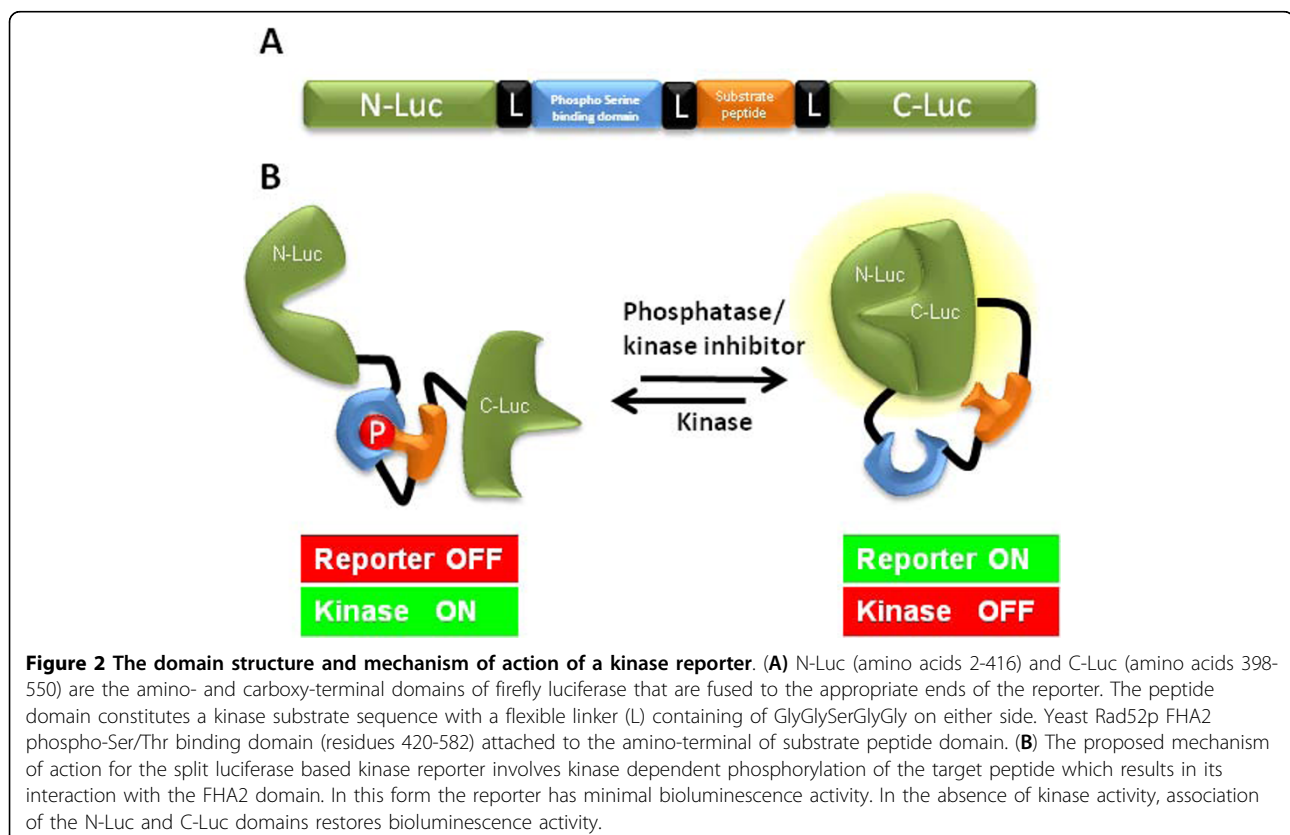 A
N-Luc L Phospho Serine binding domain L Substrate peptide L C-Luc
B
N-Luc
C-Luc
P
Phosphatase/
kinase inhibitor
Kinase
N-Luc
C-Luc
Reporter OFF
Kinase ON
Reporter ON
Kinase OFF
Figure 2 The domain structure and mechanism of action of a kinase reporter. (A) N-Luc (amino acids 2-416) and C-Luc (amino acids 398-
550) are the amino- and carboxy-terminal domains of firefly luciferase that are fused to the appropriate ends of the reporter. The peptide
domain constitutes a kinase substrate sequence with a flexible linker (L) containing of GlyGlySerGlyGly on either side. Yeast Rad52p FHA2
phospho-Ser/Thr binding domain (residues 420-582) attached to the amino-terminal of substrate peptide domain. (B) The proposed mechanism
of action for the split luciferase based kinase reporter involves kinase dependent phosphorylation of the target peptide which results in its
interaction with the FHA2 domain. In this form the reporter has minimal bioluminescence activity. In the absence of kinase activity, association
of the N-Luc and C-Luc domains restores bioluminescence activity.